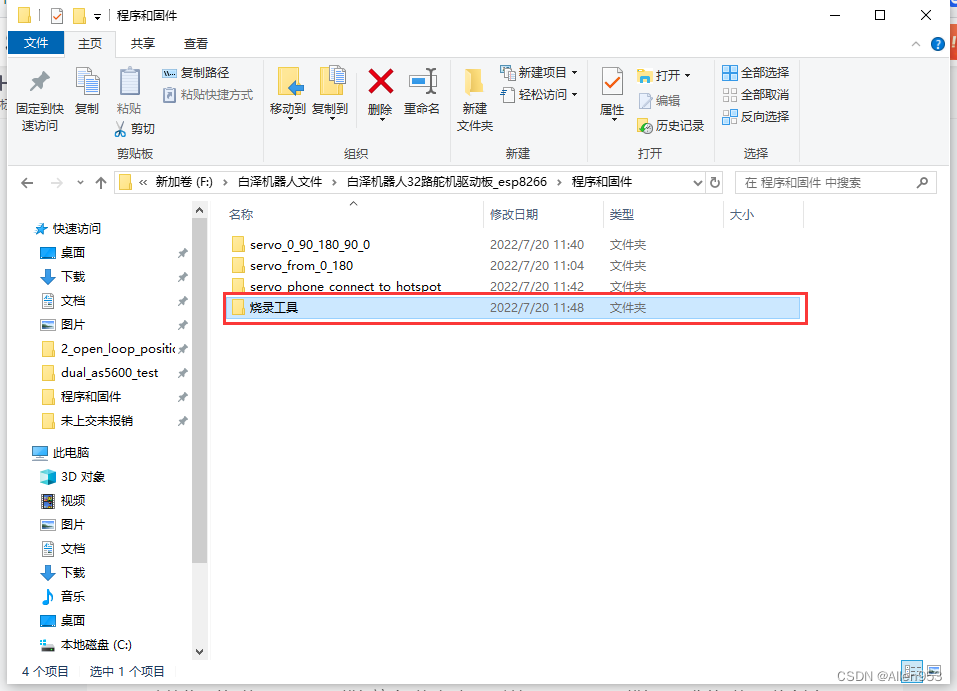 程序和固件
文件 主页 共享 查看
固定到快速访问
复制
粘贴
复制路径
粘贴快捷方式
剪切
剪贴板
移动到
复制到
删除
重命名
组织
新建文件夹
新建项目
轻松访问
新建
属性
打开
编辑
历史记录
打开
全部选择
全部取消
反向选择
选择
« 新加卷 (F:) › 白泽机器人文件 › 白泽机器人32路舵机驱动板_esp8266 › 程序和固件
在 程序和固件 中搜索
名称 修改日期 类型 大小
servo_0_90_180_90_0 2022/7/20 11:40 文件夹
servo_from_0_180 2022/7/20 11:04 文件夹
servo_phone_connect_to_hotspot 2022/7/20 11:42 文件夹
烧录工具 2022/7/20 11:48 文件夹
快速访问
桌面
下载
文档
图片
2_open_loop_positic
dual_as5600_test
程序和固件
未上交未报销
此电脑
3D 对象
视频
图片
文档
下载
音乐
桌面
本地磁盘 (C:)
4 个项目 选中 1 个项目